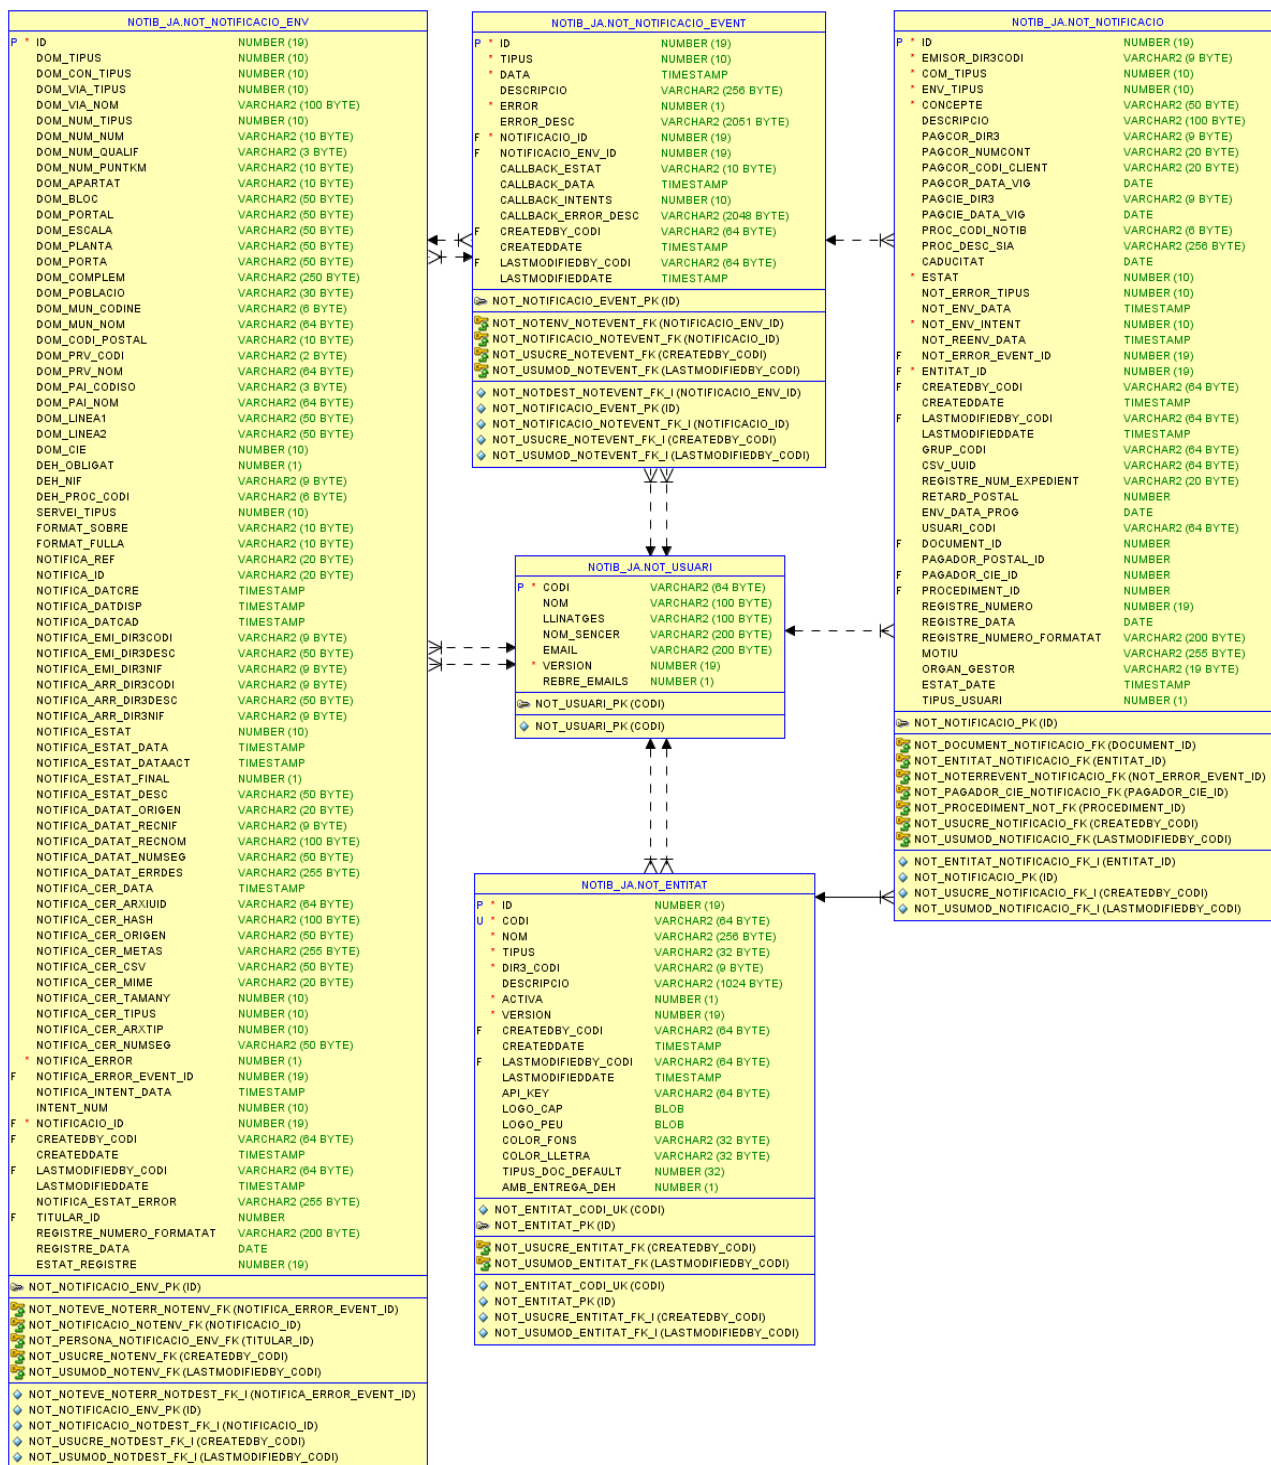 NOTIB_JA.NOT_NOTIFICACIO_ENV
P * ID NUMBER (19)
DOM_TIPUS NUMBER (10)
DOM_CON_TIPUS NUMBER (10)
DOM_VIA_TIPUS NUMBER (10)
DOM_VIA_NOM VARCHAR2 (100 BYTE)
DOM_NUM_TIPUS NUMBER (10)
DOM_NUM_NUM VARCHAR2 (10 BYTE)
DOM_NUM_QUALIF VARCHAR2 (3 BYTE)
DOM_NUM_PUNTKM VARCHAR2 (10 BYTE)
DOM_APARTAT VARCHAR2 (10 BYTE)
DOM_BLOC VARCHAR2 (50 BYTE)
DOM_PORTAL VARCHAR2 (50 BYTE)
DOM_ESCALA VARCHAR2 (50 BYTE)
DOM_PLANTA VARCHAR2 (50 BYTE)
DOM_PORTA VARCHAR2 (50 BYTE)
DOM_COMPLEM VARCHAR2 (250 BYTE)
DOM_POBLACIO VARCHAR2 (30 BYTE)
DOM_MUN_CODINE VARCHAR2 (6 BYTE)
DOM_MUN_NOM VARCHAR2 (64 BYTE)
DOM_CODI_POSTAL VARCHAR2 (10 BYTE)
DOM_PRV_CODI VARCHAR2 (2 BYTE)
DOM_PRV_NOM VARCHAR2 (64 BYTE)
DOM_PAI_CODISO VARCHAR2 (3 BYTE)
DOM_PAI_NOM VARCHAR2 (64 BYTE)
DOM_LINEA1 VARCHAR2 (50 BYTE)
DOM_LINEA2 VARCHAR2 (50 BYTE)
DOM_CIE NUMBER (10)
DEH_OBLIGAT NUMBER (1)
DEH_NIF VARCHAR2 (9 BYTE)
DEH_PROC_CODI VARCHAR2 (6 BYTE)
SERVEI_TIPUS NUMBER (10)
FORMAT_SOBRE VARCHAR2 (10 BYTE)
FORMAT_FULLA VARCHAR2 (10 BYTE)
NOTIFICA_REF VARCHAR2 (20 BYTE)
NOTIFICA_ID VARCHAR2 (20 BYTE)
NOTIFICA_DATCRE TIMESTAMP
NOTIFICA_DATDISP TIMESTAMP
NOTIFICA_DATCAD TIMESTAMP
NOTIFICA_EMI_DIR3CODI VARCHAR2 (9 BYTE)
NOTIFICA_EMI_DIR3DESC VARCHAR2 (50 BYTE)
NOTIFICA_EMI_DIR3NIF VARCHAR2 (9 BYTE)
NOTIFICA_ARR_DIR3CODI VARCHAR2 (9 BYTE)
NOTIFICA_ARR_DIR3DESC VARCHAR2 (50 BYTE)
NOTIFICA_ARR_DIR3NIF VARCHAR2 (9 BYTE)
NOTIFICA_ESTAT NUMBER (10)
NOTIFICA_ESTAT_DATA TIMESTAMP
NOTIFICA_ESTAT_DATAACT TIMESTAMP
NOTIFICA_ESTAT_FINAL NUMBER (1)
NOTIFICA_ESTAT_DESC VARCHAR2 (50 BYTE)
NOTIFICA_DATAT_ORIGEN VARCHAR2 (20 BYTE)
NOTIFICA_DATAT_RECNIF VARCHAR2 (9 BYTE)
NOTIFICA_DATAT_RECNOM VARCHAR2 (100 BYTE)
NOTIFICA_DATAT_NUMSEG VARCHAR2 (50 BYTE)
NOTIFICA_DATAT_ERRDES VARCHAR2 (255 BYTE)
NOTIFICA_CER_DATA TIMESTAMP
NOTIFICA_CER_ARXIUID VARCHAR2 (64 BYTE)
NOTIFICA_CER_HASH VARCHAR2 (100 BYTE)
NOTIFICA_CER_ORIGEN VARCHAR2 (50 BYTE)
NOTIFICA_CER_METAS VARCHAR2 (255 BYTE)
NOTIFICA_CER_CSV VARCHAR2 (50 BYTE)
NOTIFICA_CER_MIME VARCHAR2 (20 BYTE)
NOTIFICA_CER_TAMANY NUMBER (10)
NOTIFICA_CER_TIPUS NUMBER (10)
NOTIFICA_CER_ARXTIP NUMBER (10)
NOTIFICA_CER_NUMSEG VARCHAR2 (50 BYTE)
* NOTIFICA_ERROR NUMBER (1)
F NOTIFICA_ERROR_EVENT_ID NUMBER (19)
NOTIFICA_INTENT_DATA TIMESTAMP
INTENT_NUM NUMBER (10)
F * NOTIFICACIO_ID NUMBER (19)
F CREATEDBY_CODI VARCHAR2 (64 BYTE)
CREATEDDATE TIMESTAMP
F LASTMODIFIEDBY_CODI VARCHAR2 (64 BYTE)
LASTMODIFIEDDATE TIMESTAMP
NOTIFICA_ESTAT_ERROR VARCHAR2 (255 BYTE)
F TITULAR_ID NUMBER
REGISTRE_NUMERO_FORMATAT VARCHAR2 (200 BYTE)
REGISTRE_DATA DATE
ESTAT_REGISTRE NUMBER (19)
NOT_NOTIFICACIO_ENV_PK (ID)
NOT_NOTEVE_NOTERR_NOTENV_FK (NOTIFICA_ERROR_EVENT_ID)
NOT_NOTIFICACIO_NOTENV_FK (NOTIFICACIO_ID)
NOT_PERSONA_NOTIFICACIO_ENV_FK (TITULAR_ID)
NOT_USUCRE_NOTENV_FK (CREATEDBY_CODI)
NOT_USUMOD_NOTENV_FK (LASTMODIFIEDBY_CODI)
NOT_NOTEVE_NOTERR_NOTDEST_FK_I (NOTIFICA_ERROR_EVENT_ID)
NOT_NOTIFICACIO_ENV_PK (ID)
NOT_NOTIFICACIO_NOTDEST_FK_I (NOTIFICACIO_ID)
NOT_USUCRE_NOTDEST_FK_I (CREATEDBY_CODI)
NOT_USUMOD_NOTDEST_FK_I (LASTMODIFIEDBY_CODI)
NOTIB_JA.NOT_NOTIFICACIO_EVENT
P * ID NUMBER (19)
* TIPUS NUMBER (10)
* DATA TIMESTAMP
DESCRIPCIO VARCHAR2 (256 BYTE)
* ERROR NUMBER (1)
ERROR_DESC VARCHAR2 (2051 BYTE)
F * NOTIFICACIO_ID NUMBER (19)
F NOTIFICACIO_ENV_ID NUMBER (19)
CALLBACK_ESTAT VARCHAR2 (10 BYTE)
CALLBACK_DATA TIMESTAMP
CALLBACK_INTENTS NUMBER (10)
CALLBACK_ERROR_DESC VARCHAR2 (2048 BYTE)
F CREATEDBY_CODI VARCHAR2 (64 BYTE)
CREATEDDATE TIMESTAMP
F LASTMODIFIEDBY_CODI VARCHAR2 (64 BYTE)
LASTMODIFIEDDATE TIMESTAMP
NOT_NOTIFICACIO_EVENT_PK (ID)
NOT_NOTENV_NOTEVENT_FK (NOTIFICACIO_ENV_ID)
NOT_NOTIFICACIO_NOTEVENT_FK (NOTIFICACIO_ID)
NOT_USUCRE_NOTEVENT_FK (CREATEDBY_CODI)
NOT_USUMOD_NOTEVENT_FK (LASTMODIFIEDBY_CODI)
NOT_NOTDEST_NOTEVENT_FK_I (NOTIFICACIO_ENV_ID)
NOT_NOTIFICACIO_EVENT_PK (ID)
NOT_NOTIFICACIO_NOTEVENT_FK_I (NOTIFICACIO_ID)
NOT_USUCRE_NOTEVENT_FK_I (CREATEDBY_CODI)
NOT_USUMOD_NOTEVENT_FK_I (LASTMODIFIEDBY_CODI)
NOTIB_JA.NOT_USUARI
P * CODI VARCHAR2 (64 BYTE)
NOM VARCHAR2 (100 BYTE)
LLINATGES VARCHAR2 (100 BYTE)
NOM_SENCER VARCHAR2 (200 BYTE)
EMAIL VARCHAR2 (200 BYTE)
* VERSION NUMBER (19)
REBRE_EMAILS NUMBER (1)
NOT_USUARI_PK (CODI)
NOT_USUARI_PK (CODI)
NOTIB_JA.NOT_ENTITAT
P * ID NUMBER (19)
U * CODI VARCHAR2 (64 BYTE)
* NOM VARCHAR2 (256 BYTE)
* TIPUS VARCHAR2 (32 BYTE)
* DIR3_CODI VARCHAR2 (9 BYTE)
DESCRIPCIO VARCHAR2 (1024 BYTE)
* ACTIVA NUMBER (1)
* VERSION NUMBER (19)
F CREATEDBY_CODI VARCHAR2 (64 BYTE)
CREATEDDATE TIMESTAMP
F LASTMODIFIEDBY_CODI VARCHAR2 (64 BYTE)
LASTMODIFIEDDATE TIMESTAMP
API_KEY VARCHAR2 (64 BYTE)
LOGO_CAP BLOB
LOGO_PEU BLOB
COLOR_FONS VARCHAR2 (32 BYTE)
COLOR_LLETRA VARCHAR2 (32 BYTE)
TIPUS_DOC_DEFAULT NUMBER (32)
AMB_ENTREGA_DEH NUMBER (1)
NOT_ENTITAT_CODI_UK (CODI)
NOT_ENTITAT_PK (ID)
NOT_USUCRE_ENTITAT_FK (CREATEDBY_CODI)
NOT_USUMOD_ENTITAT_FK (LASTMODIFIEDBY_CODI)
NOT_ENTITAT_CODI_UK (CODI)
NOT_ENTITAT_PK (ID)
NOT_USUCRE_ENTITAT_FK_I (CREATEDBY_CODI)
NOT_USUMOD_ENTITAT_FK_I (LASTMODIFIEDBY_CODI)
NOTIB_JA.NOT_NOTIFICACIO
P * ID NUMBER (19)
* EMISOR_DIR3CODI VARCHAR2 (9 BYTE)
* COM_TIPUS NUMBER (10)
* ENV_TIPUS NUMBER (10)
* CONCEPTE VARCHAR2 (50 BYTE)
DESCRIPCIO VARCHAR2 (100 BYTE)
PAGCOR_DIR3 VARCHAR2 (9 BYTE)
PAGCOR_NUMCONT VARCHAR2 (20 BYTE)
PAGCOR_CODI_CLIENT VARCHAR2 (20 BYTE)
PAGCOR_DATA_VIG DATE
PAGCIE_DIR3 VARCHAR2 (9 BYTE)
PAGCIE_DATA_VIG DATE
PROC_CODI_NOTIB VARCHAR2 (6 BYTE)
PROC_DESC_SIA VARCHAR2 (256 BYTE)
CADUCITAT DATE
* ESTAT NUMBER (10)
NOT_ERROR_TIPUS NUMBER (10)
NOT_ENV_DATA TIMESTAMP
* NOT_ENV_INTENT NUMBER (10)
NOT_REENV_DATA TIMESTAMP
F NOT_ERROR_EVENT_ID NUMBER (19)
F * ENTITAT_ID NUMBER (19)
F CREATEDBY_CODI VARCHAR2 (64 BYTE)
CREATEDDATE TIMESTAMP
F LASTMODIFIEDBY_CODI VARCHAR2 (64 BYTE)
LASTMODIFIEDDATE TIMESTAMP
GRUP_CODI VARCHAR2 (64 BYTE)
CSV_UUID VARCHAR2 (64 BYTE)
REGISTRE_NUM_EXPEDIENT VARCHAR2 (20 BYTE)
RETARD_POSTAL NUMBER
ENV_DATA_PROG DATE
USUARI_CODI VARCHAR2 (64 BYTE)
F DOCUMENT_ID NUMBER
PAGADOR_POSTAL_ID NUMBER
F PAGADOR_CIE_ID NUMBER
F PROCEDIMENT_ID NUMBER
REGISTRE_NUMERO NUMBER (19)
REGISTRE_DATA DATE
REGISTRE_NUMERO_FORMATAT VARCHAR2 (200 BYTE)
MOTIU VARCHAR2 (255 BYTE)
ORGAN_GESTOR VARCHAR2 (19 BYTE)
ESTAT_DATE TIMESTAMP
TIPUS_USUARI NUMBER (1)
NOT_NOTIFICACIO_PK (ID)
NOT_DOCUMENT_NOTIFICACIO_FK (DOCUMENT_ID)
NOT_ENTITAT_NOTIFICACIO_FK (ENTITAT_ID)
NOT_NOTERREVENT_NOTIFICACIO_FK (NOT_ERROR_EVENT_ID)
NOT_PAGADOR_CIE_NOTIFICACIO_FK (PAGADOR_CIE_ID)
NOT_PROCEDIMENT_NOT_FK (PROCEDIMENT_ID)
NOT_USUCRE_NOTIFICACIO_FK (CREATEDBY_CODI)
NOT_USUMOD_NOTIFICACIO_FK (LASTMODIFIEDBY_CODI)
NOT_ENTITAT_NOTIFICACIO_FK_I (ENTITAT_ID)
NOT_NOTIFICACIO_PK (ID)
NOT_USUCRE_NOTIFICACIO_FK_I (CREATEDBY_CODI)
NOT_USUMOD_NOTIFICACIO_FK_I (LASTMODIFIEDBY_CODI)